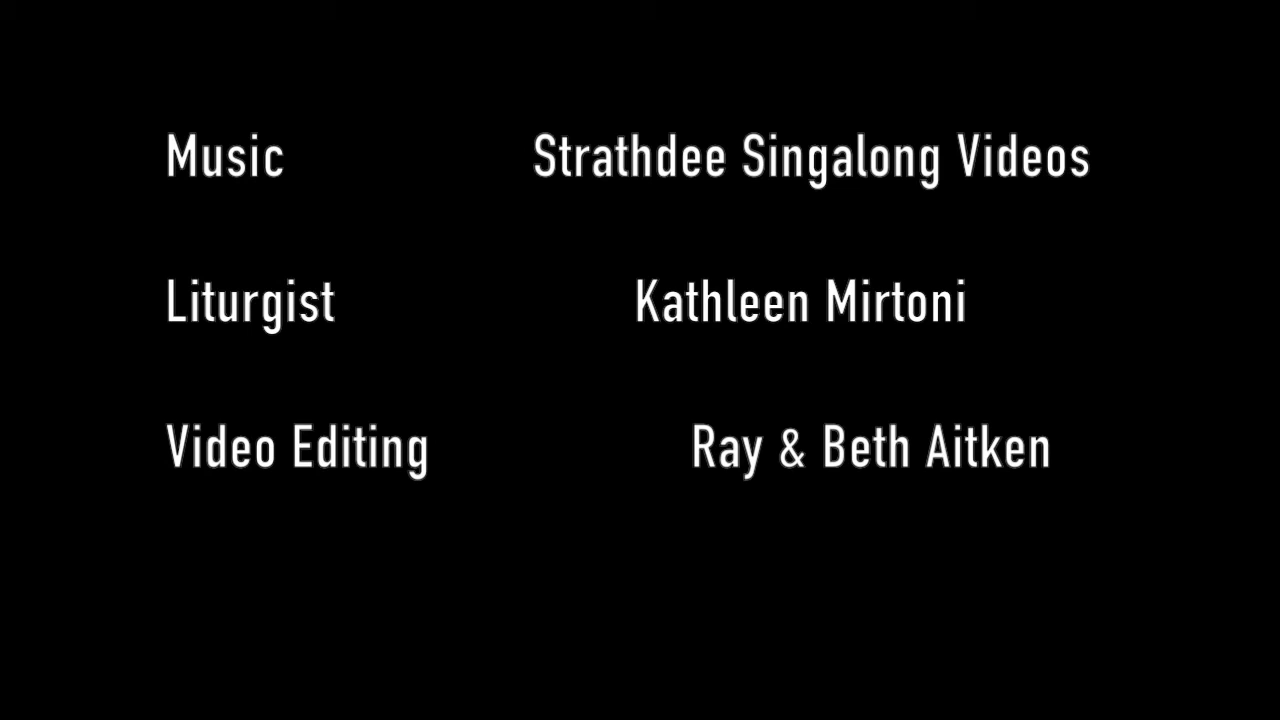 Music Strathdee Singalong Videos
Liturgist Kathleen Mirtoni
Video Editing Ray & Beth Aitken